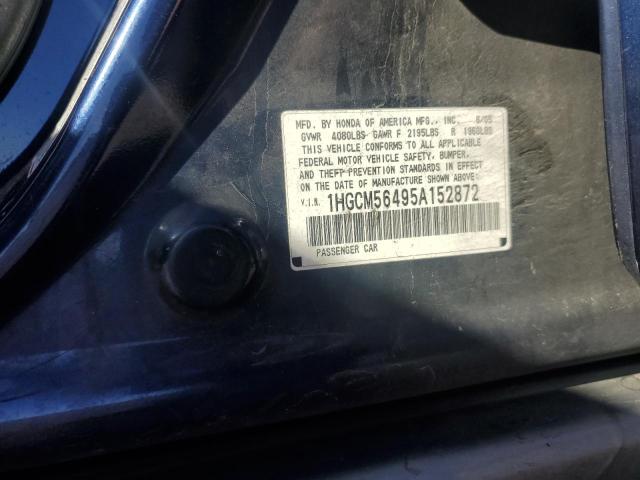 MFD. BY HONDA OF AMERICA MFG., INC. 6/05
GVWR 4080LBS GAWR F 2195LBS R 1960LBS
THIS VEHICLE CONFORMS TO ALL APPLICABLE
FEDERAL MOTOR VEHICLE SAFETY, BUMPER,
AND THEFT PREVENTION STANDARDS IN EFFECT
ON THE DATE OF MANUFACTURE SHOWN ABOVE:
V.I.N. 1HGCM56495A152872
PASSENGER CAR